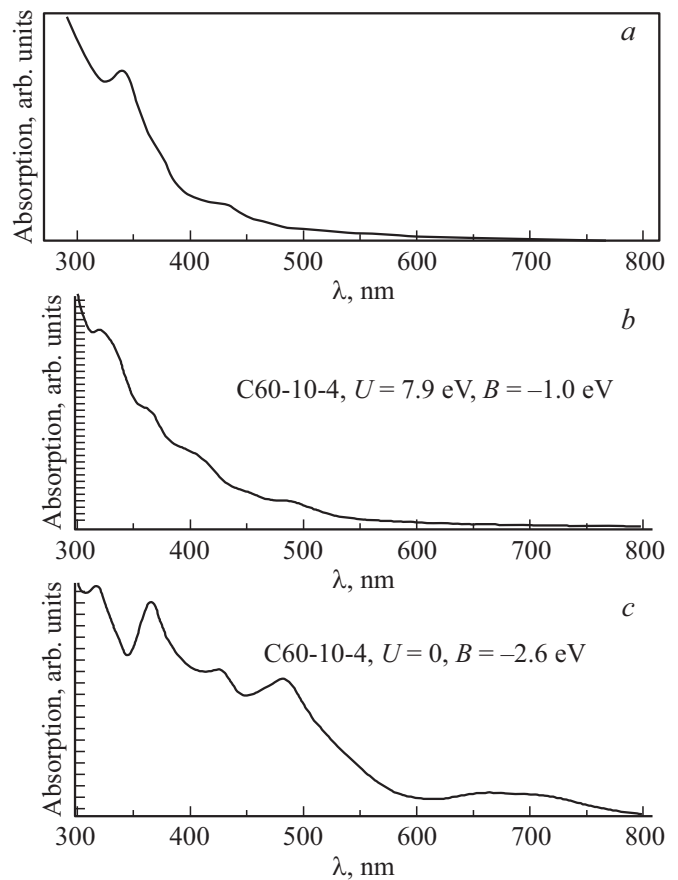 Absorption, arb. units
a
300 400 500 600 700 800
λ, nm
Absorption, arb. units
b
C60-10-4, U = 7.9 eV, B = –1.0 eV
300 400 500 600 700 800
λ, nm
Absorption, arb. units
c
C60-10-4, U = 0, B = –2.6 eV
300 400 500 600 700 800
λ, nm